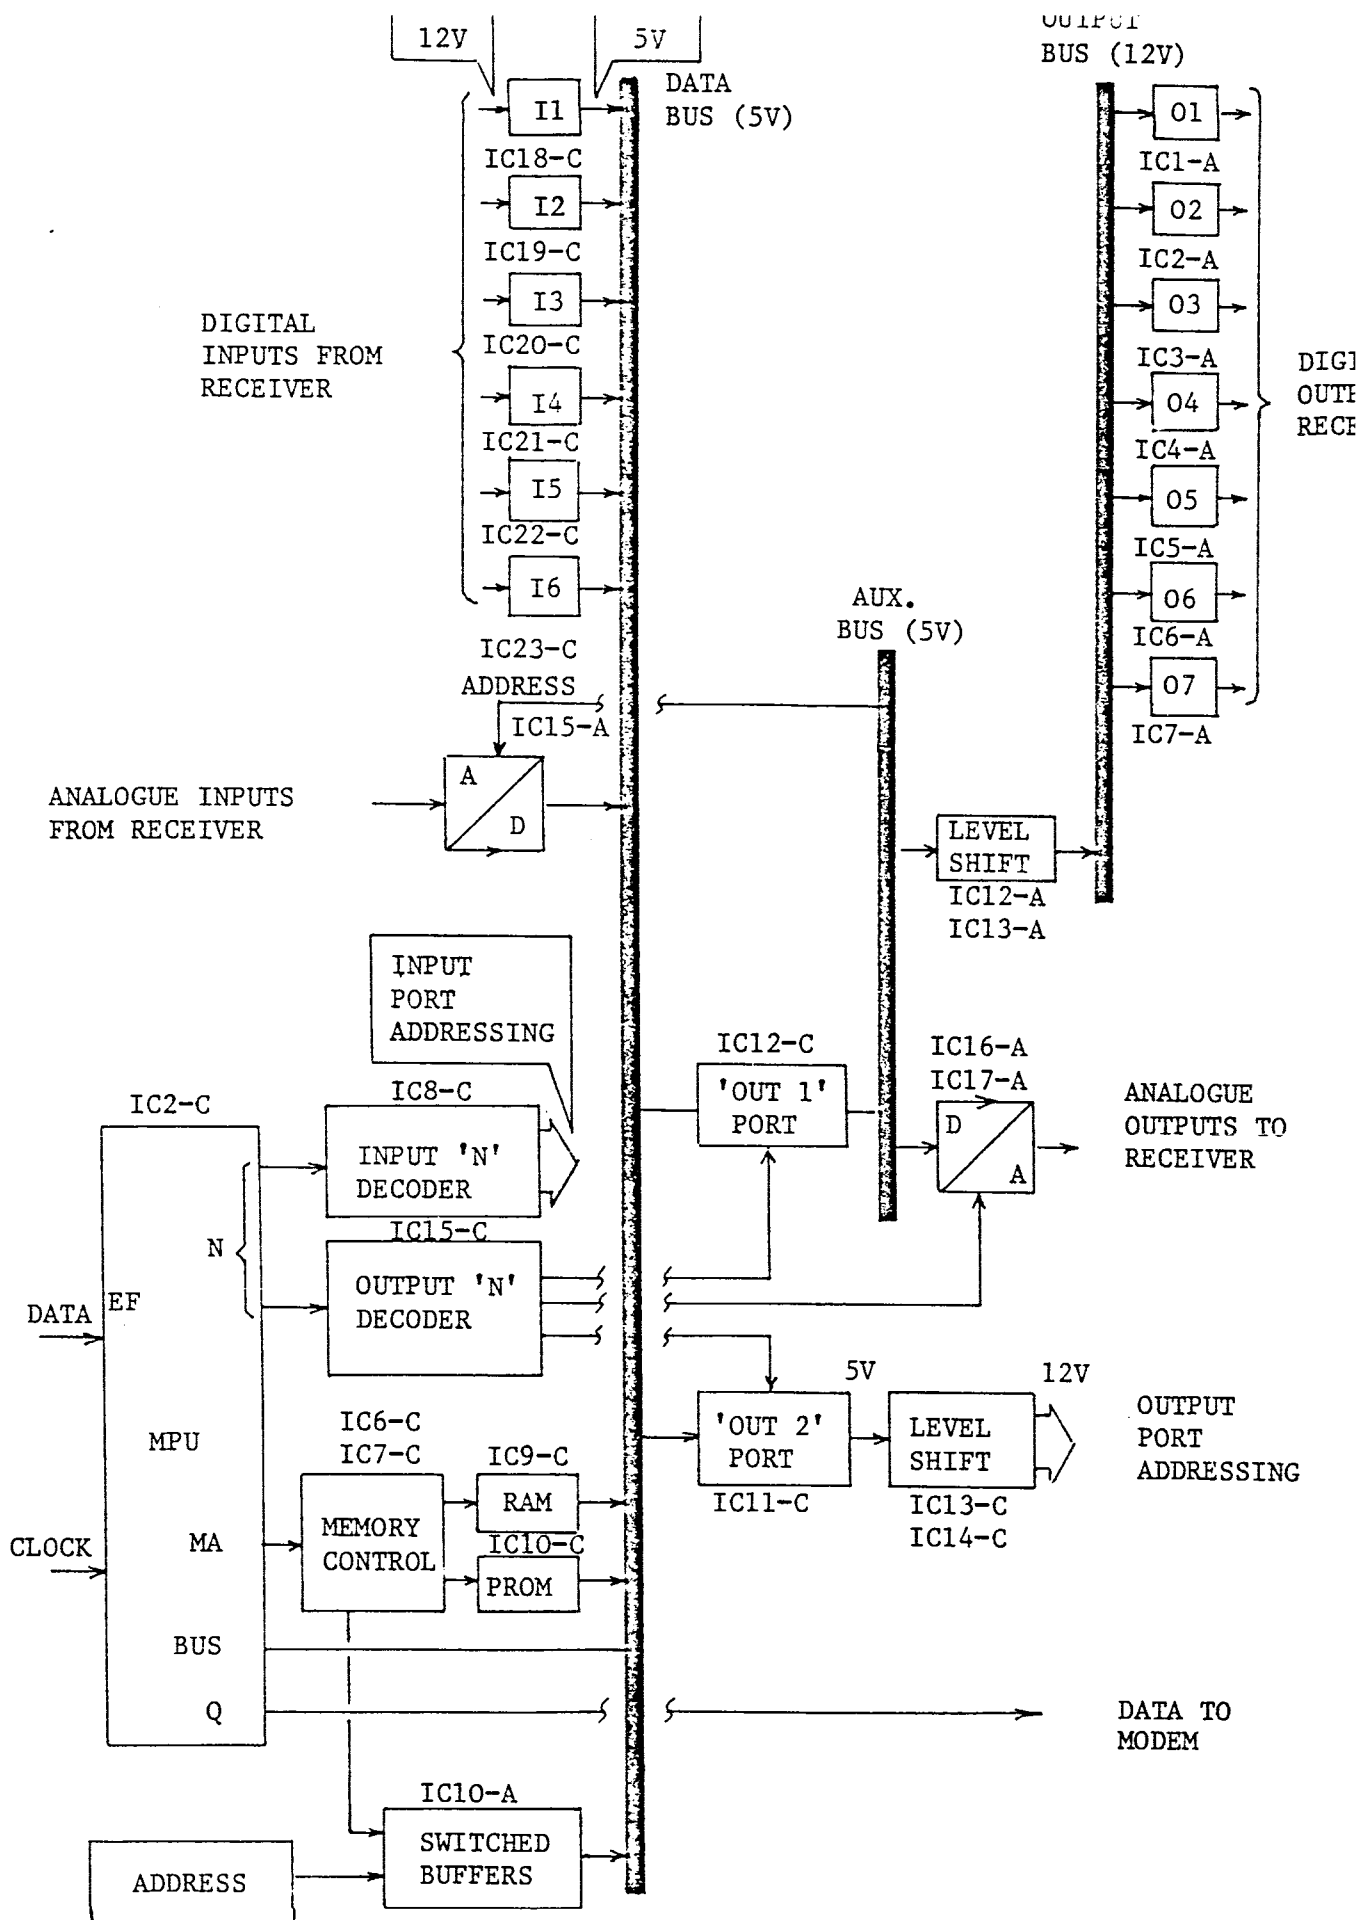 12V
5V
OUTPUT
BUS (12V)
DATA
BUS (5V)
I1
IC18-C
I2
IC19-C
I3
IC20-C
I4
IC21-C
I5
IC22-C
I6
IC23-C
DIGITAL
INPUTS FROM
RECEIVER
O1
IC1-A
O2
IC2-A
O3
IC3-A
O4
IC4-A
O5
IC5-A
O6
IC6-A
O7
IC7-A
AUX.
BUS (5V)
ADDRESS
IC15-A
A
D
ANALOGUE INPUTS
FROM RECEIVER
LEVEL
SHIFT
IC12-A
IC13-A
INPUT
PORT
ADDRESSING
IC12-C
'OUT 1'
PORT
IC16-A
IC17-A
D
A
ANALOGUE
OUTPUTS TO
RECEIVER
IC2-C
IC8-C
INPUT 'N'
DECODER
IC15-C
OUTPUT 'N'
DECODER
N
DATA
EF
MPU
CLOCK
MA
BUS
Q
IC6-C
IC7-C
MEMORY
CONTROL
IC9-C
RAM
IC10-C
PROM
5V
12V
'OUT 2'
PORT
IC11-C
LEVEL
SHIFT
IC13-C
IC14-C
OUTPUT
PORT
ADDRESSING
DATA TO
MODEM
IC10-A
SWITCHED
BUFFERS
ADDRESS